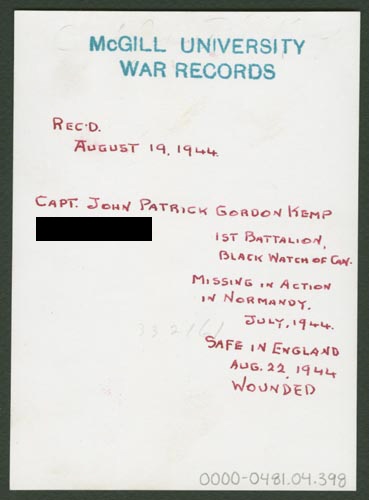 McGILL UNIVERSITY
WAR RECORDS
REC'D.
AUGUST 19, 1944.
CAPT. JOHN PATRICK GORDON KEMP
1ST BATTALION,
BLACK WATCH OF CAN.
MISSING IN ACTION
IN NORMANDY.
JULY, 1944.
SAFE IN ENGLAND
AUG. 22, 1944
WOUNDED
0000-0481.04.398